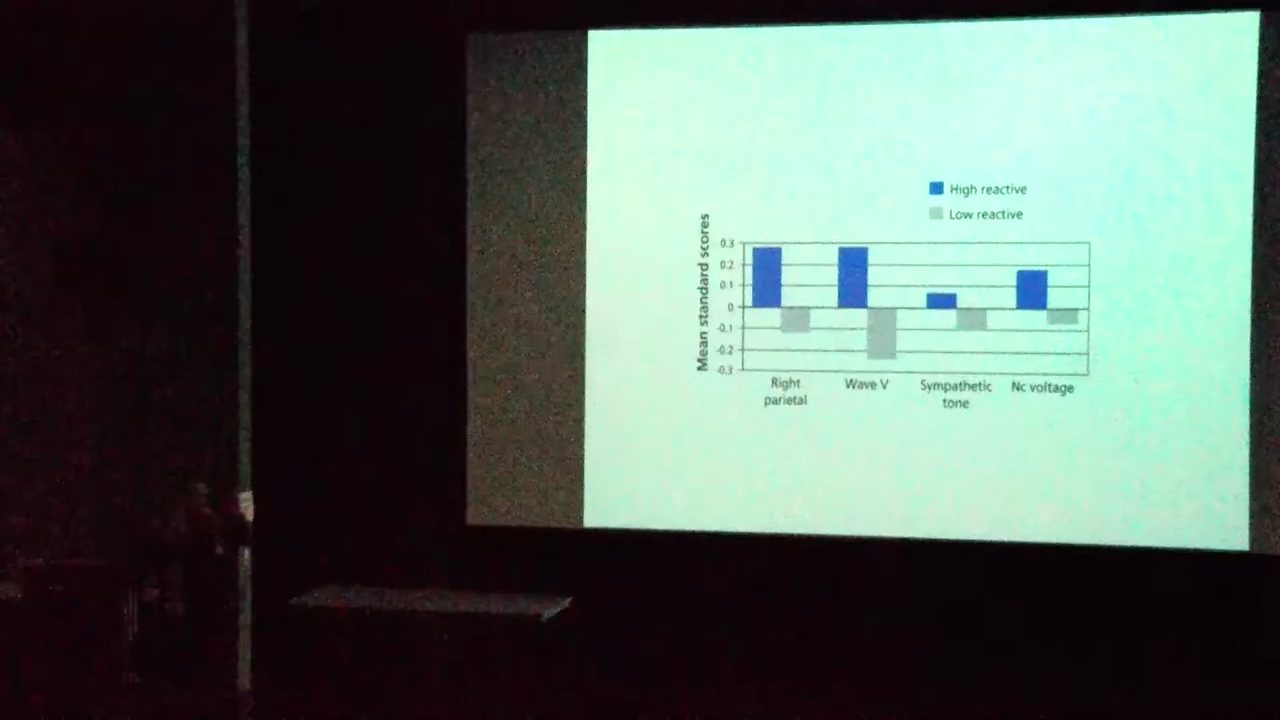 High reactive
Low reactive
Mean standard scores
0.3
0.2
0.1
0
-0.1
-0.2
-0.3
Right
parietal
Wave V
Sympathetic
tone
Nc voltage